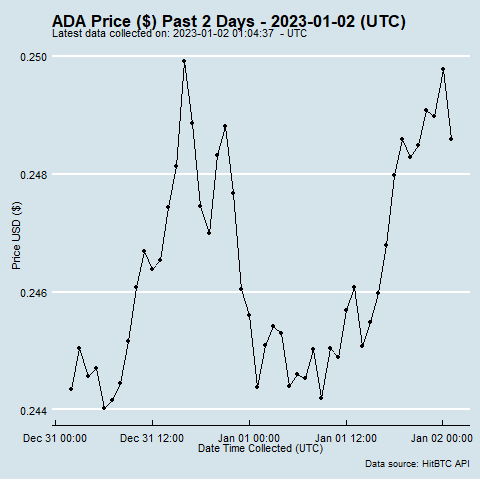 ADA Price ($) Past 2 Days - 2023-01-02 (UTC)
Latest data collected on: 2023-01-02 01:04:37 - UTC
0.250
0.248
0.246
0.244
Price USD ($)
Dec 31 00:00 Dec 31 12:00 Jan 01 00:00 Jan 01 12:00 Jan 02 00:00
Date Time Collected (UTC)
Data source: HitBTC API